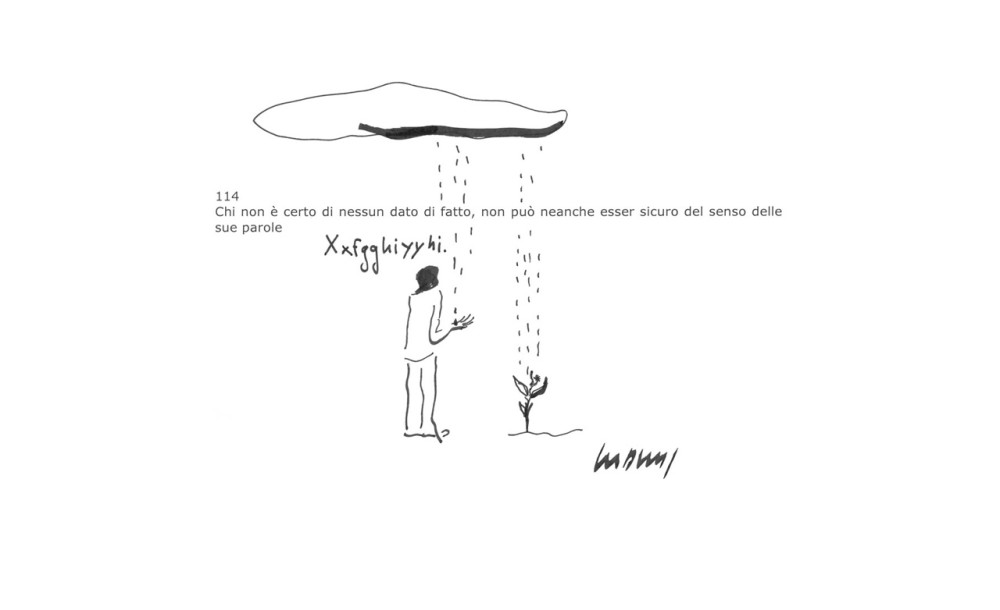 114
Chi non è certo di nessun dato di fatto, non può neanche esser sicuro del senso delle
sue parole
Xxfgghiyyhi.